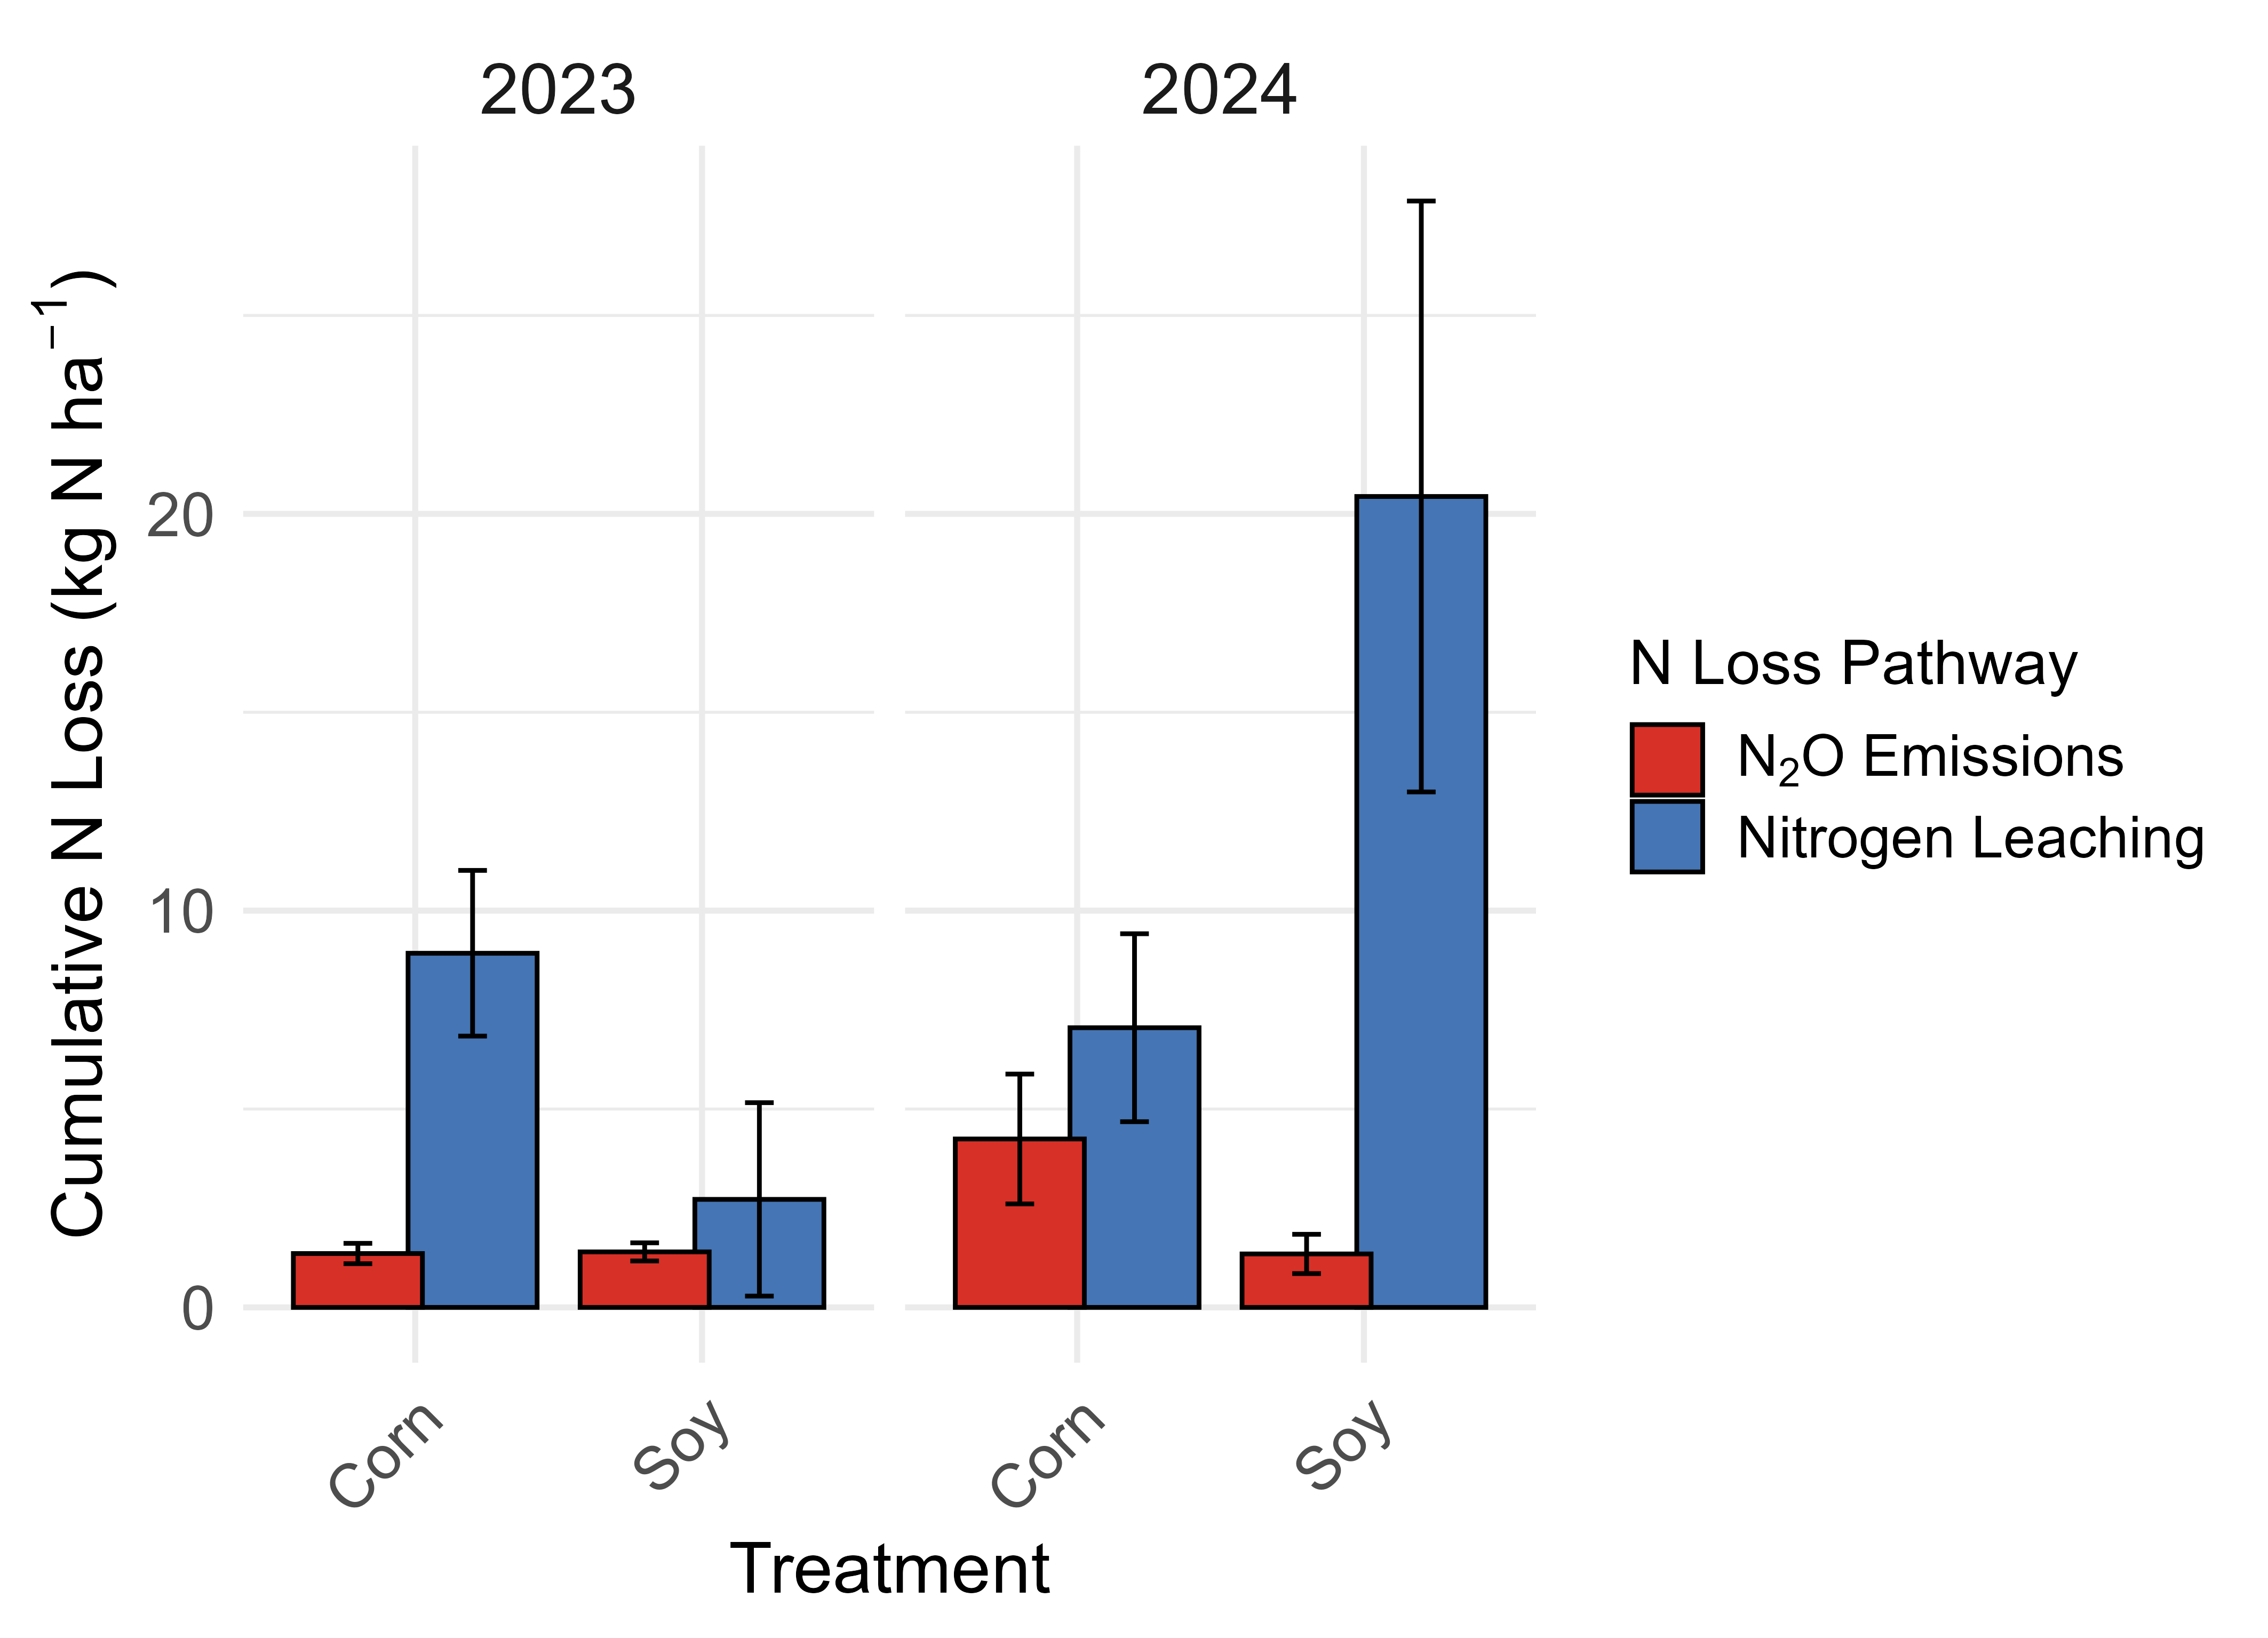 2023
2024
Cumulative N Loss (kg N ha⁻¹)
20
10
0
Corn
Soy
Corn
Soy
Treatment
N Loss Pathway
N₂O Emissions
Nitrogen Leaching